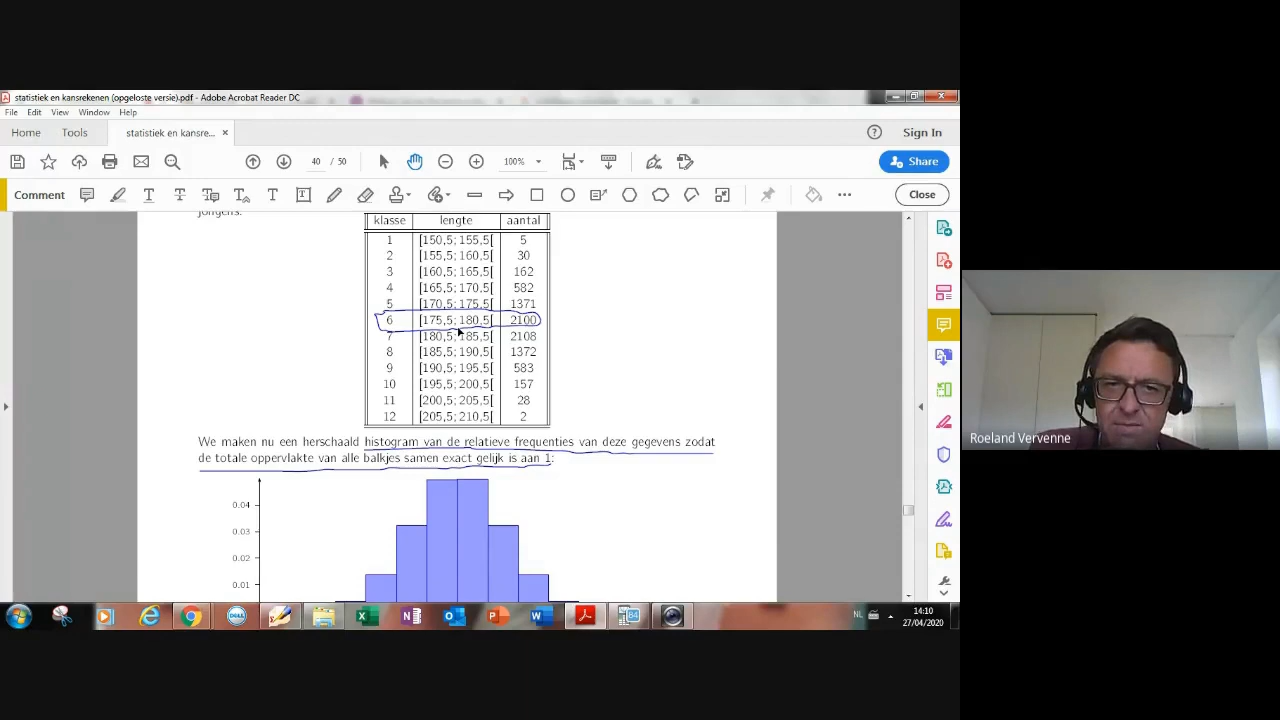 statistiek en kansrekenen (opgeloste versie).pdf - Adobe Acrobat Reader DC
File Edit View Window Help
Home Tools statistiek en kansre... × Sign In
40 / 50 100% Share
Comment Close
jongens.
klasse lengte aantal
1 [150,5; 155,5[ 5
2 [155,5; 160,5[ 30
3 [160,5; 165,5[ 162
4 [165,5; 170,5[ 582
5 [170,5; 175,5[ 1371
6 [175,5; 180,5[ 2100
7 [180,5; 185,5[ 2108
8 [185,5; 190,5[ 1372
9 [190,5; 195,5[ 583
10 [195,5; 200,5[ 157
11 [200,5; 205,5[ 28
12 [205,5; 210,5[ 2
We maken nu een herschaald histogram van de relatieve frequenties van deze gegevens zodat
de totale oppervlakte van alle balkjes samen exact gelijk is aan 1:
0.04
0.03
0.02
0.01
Roeland Vervenne
NL 14:10
27/04/2020